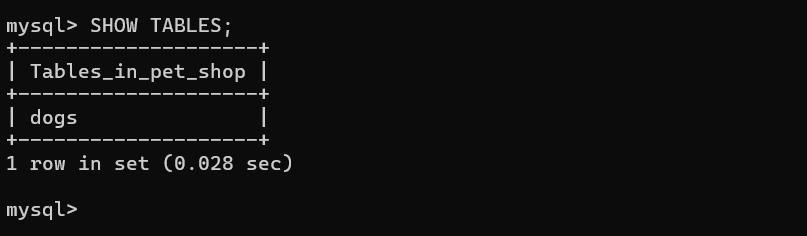 mysql> SHOW TABLES;
+--------------------+
| Tables_in_pet_shop |
+--------------------+
| dogs               |
+--------------------+
1 row in set (0.028 sec)

mysql>